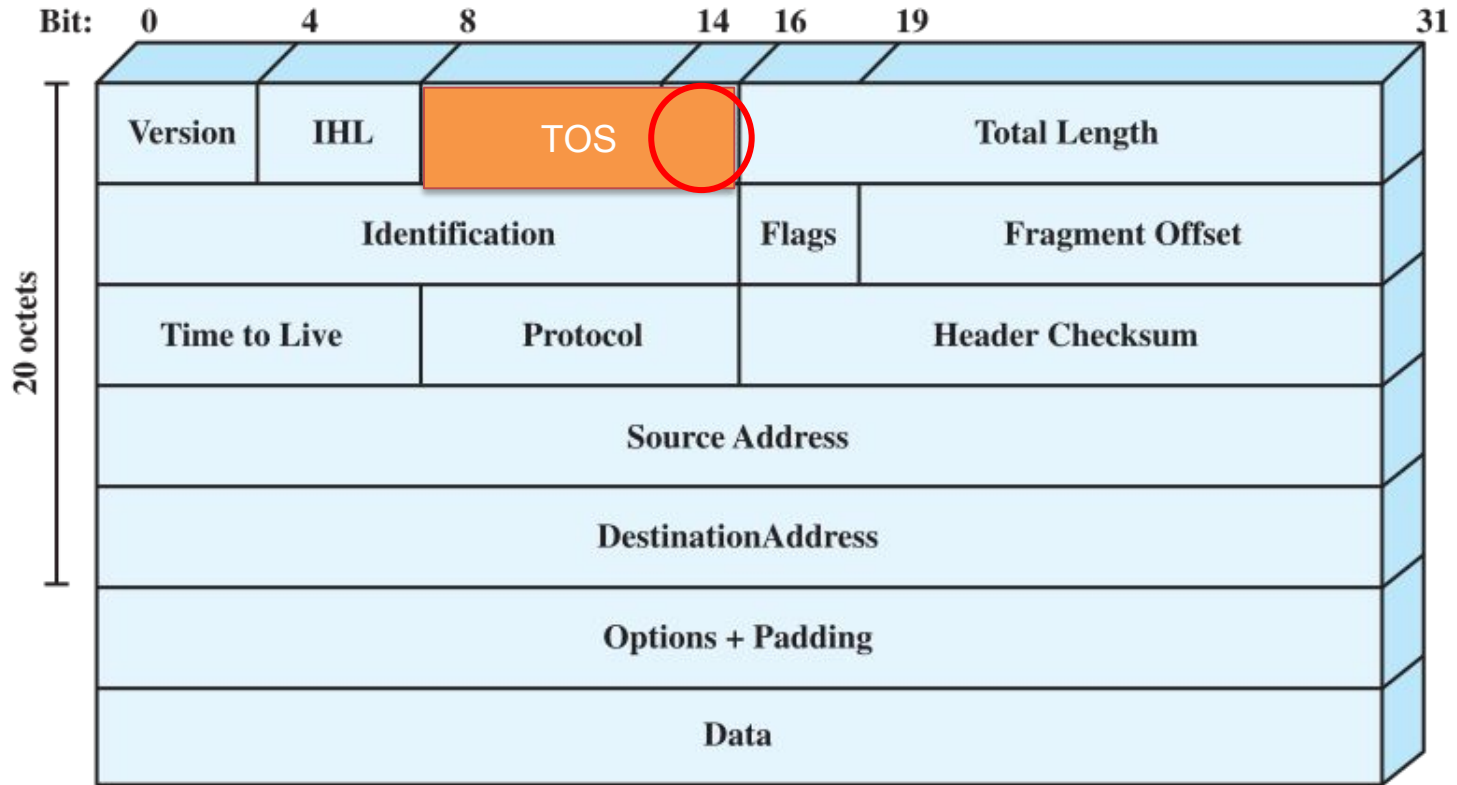 Bit: 0 4 8 14 16 19 31
Version IHL TOS Total Length
Identification Flags Fragment Offset
Time to Live Protocol Header Checksum
20 octets
Source Address
DestinationAddress
Options + Padding
Data